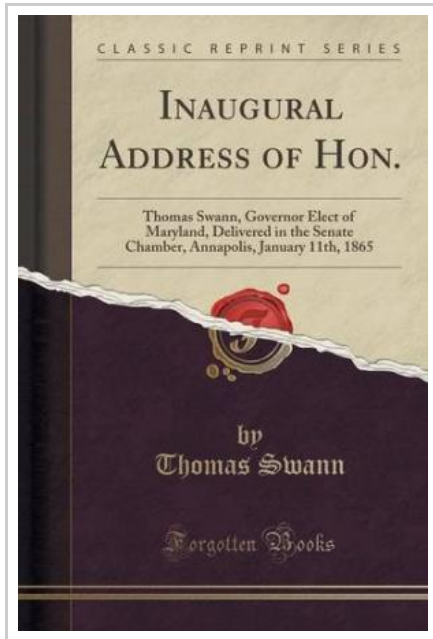 CLASSIC REPRINT SERIES
INAUGURAL
ADDRESS OF HON.
Thomas Swann, Governor Elect of
Maryland, Delivered in the Senate
Chamber, Annapolis, January 11th, 1865
by
Thomas Swann
Forgotten Books